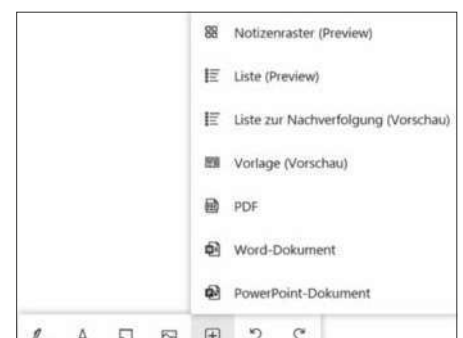 Notizenraster (Preview)
Liste (Preview)
Liste zur Nachverfolgung (Vorschau)
Vorlage (Vorschau)
PDF
Word-Dokument
PowerPoint-Dokument